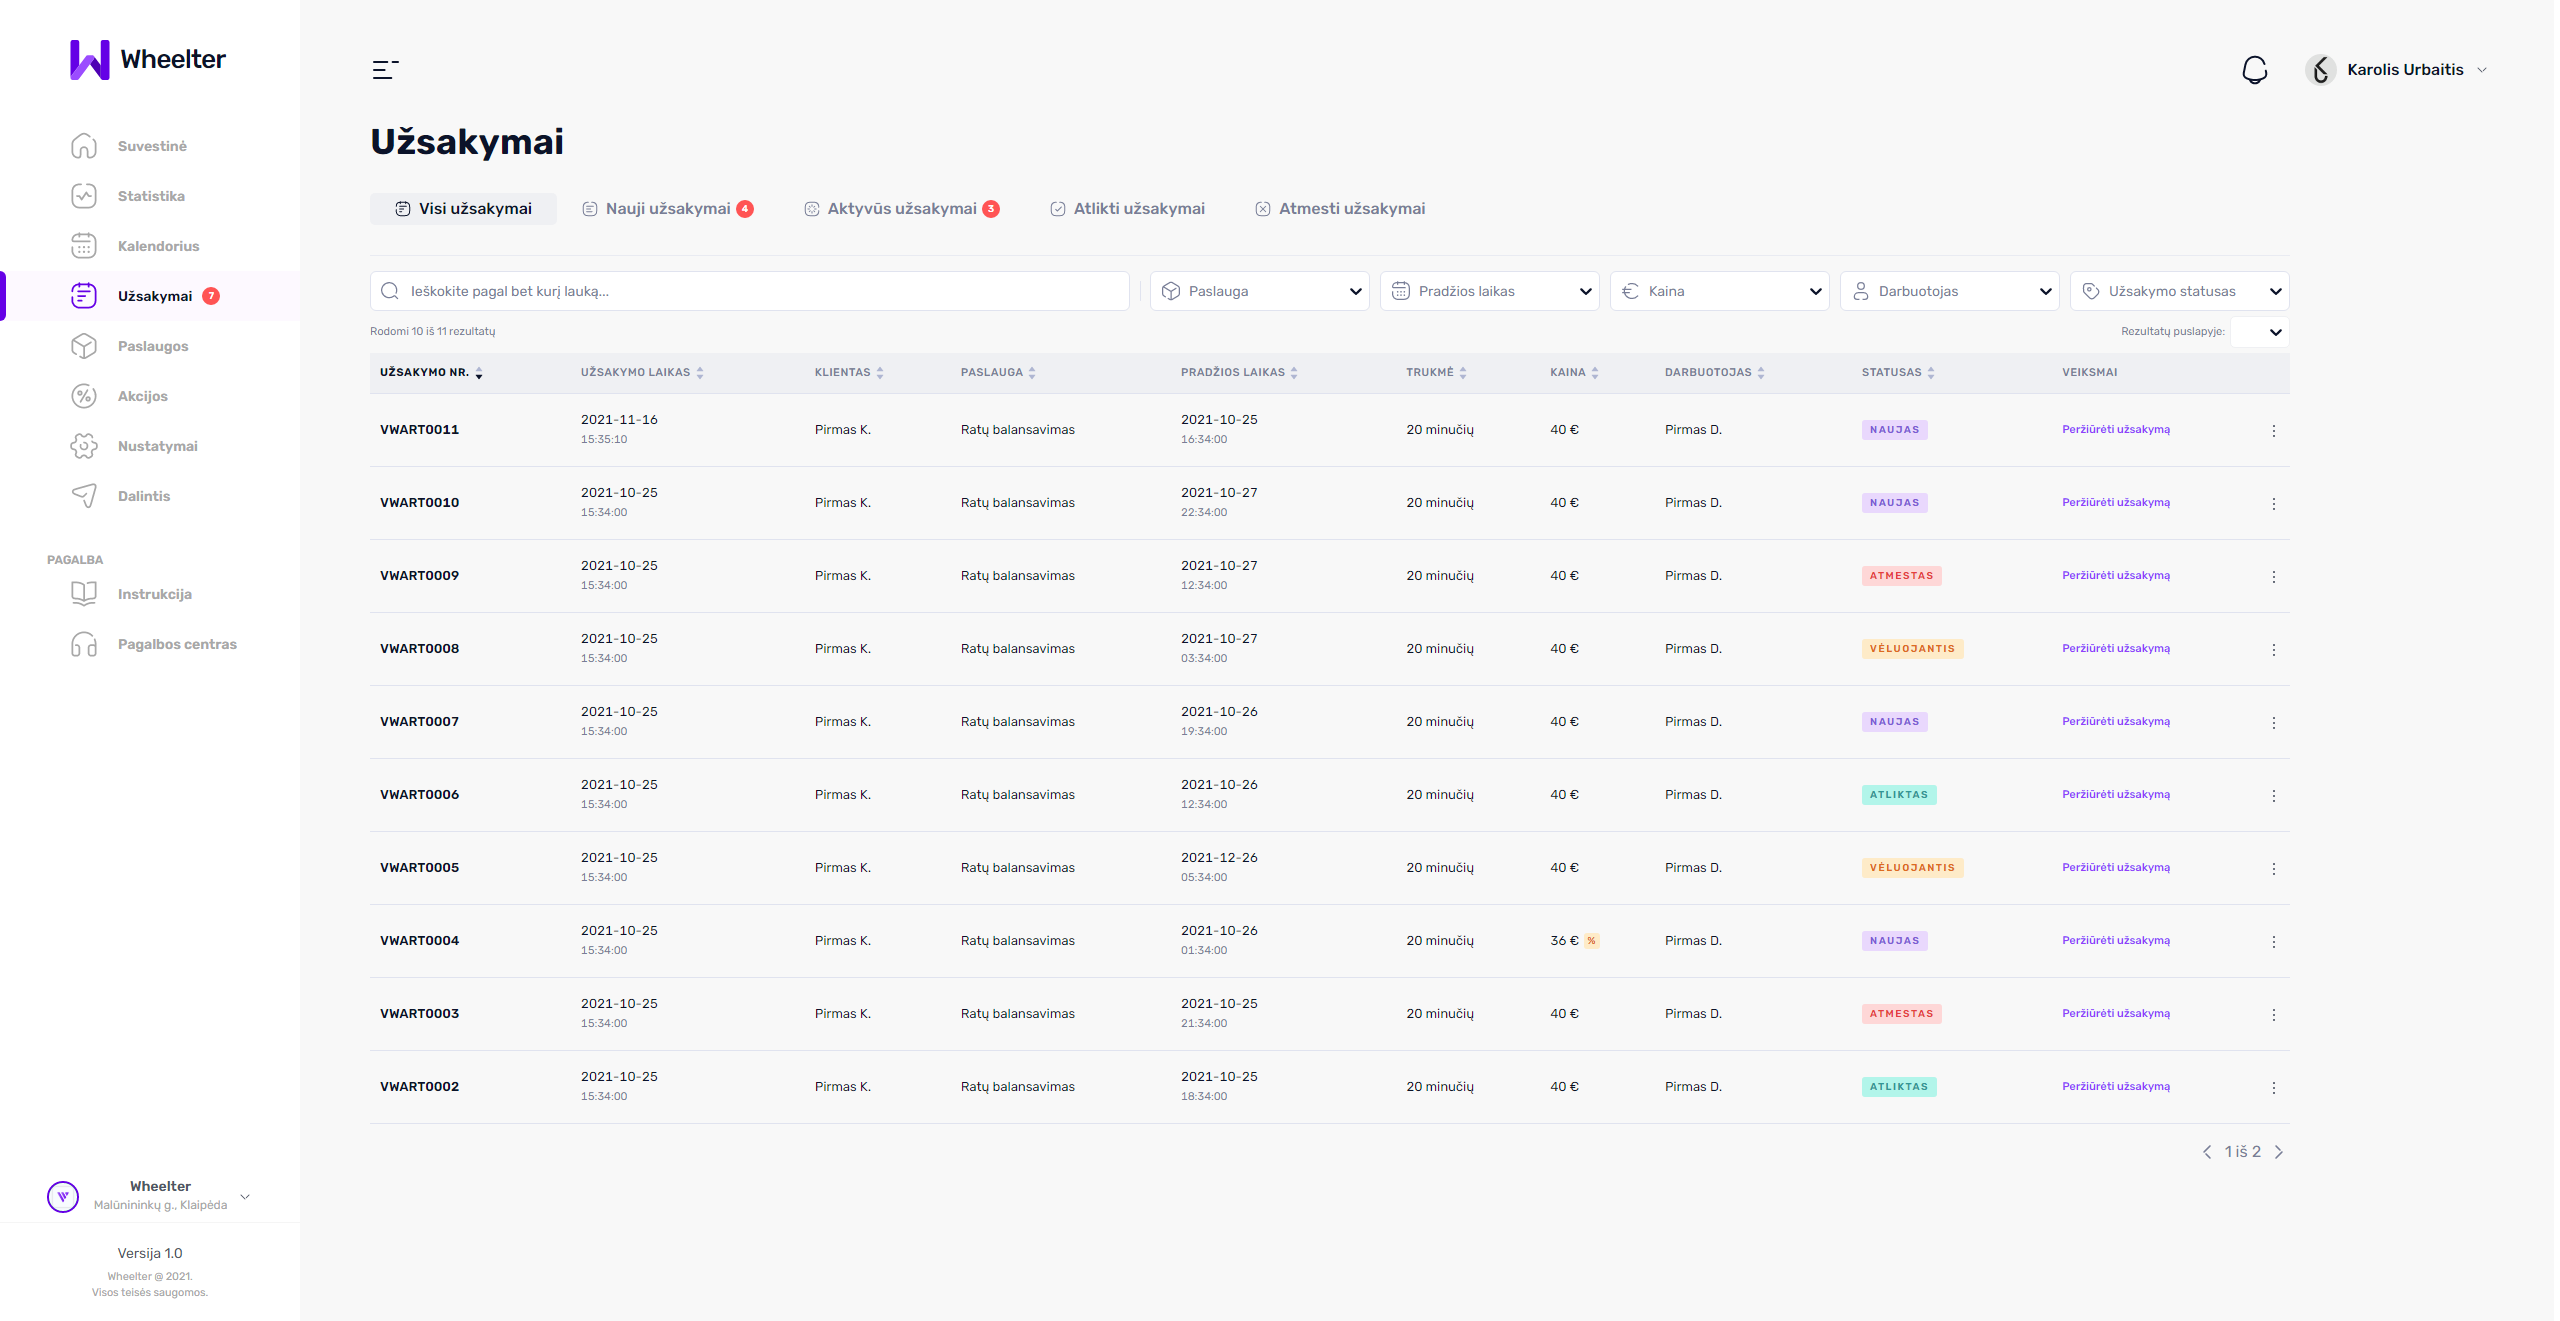 Wheelter
Suvestinė
Statistika
Kalendorius
Užsakymai 7
Paslaugos
Akcijos
Nustatymai
Dalintis
PAGALBA
Instrukcija
Pagalbos centras
Wheelter
Malūnininkų g., Klaipėda
Versija 1.0
Wheelter @ 2021.
Visos teisės saugomos.
Karolis Urbaitis
Užsakymai
Visi užsakymai Nauji užsakymai 4 Aktyvūs užsakymai 3 Atlikti užsakymai Atmesti užsakymai
Ieškokite pagal bet kurį lauką... Paslauga Pradžios laikas Kaina Darbuotojas Užsakymo statusas
Rodomi 10 iš 11 rezultatų Rezultatų puslapyje:
UŽSAKYMO NR. UŽSAKYMO LAIKAS KLIENTAS PASLAUGA PRADŽIOS LAIKAS TRUKMĖ KAINA DARBUOTOJAS STATUSAS VEIKSMAI
VWART0011 2021-11-16 15:35:10 Pirmas K. Ratų balansavimas 2021-10-25 16:34:00 20 minučių 40 € Pirmas D. NAUJAS Peržiūrėti užsakymą
VWART0010 2021-10-25 15:34:00 Pirmas K. Ratų balansavimas 2021-10-27 22:34:00 20 minučių 40 € Pirmas D. NAUJAS Peržiūrėti užsakymą
VWART0009 2021-10-25 15:34:00 Pirmas K. Ratų balansavimas 2021-10-27 12:34:00 20 minučių 40 € Pirmas D. ATMESTAS Peržiūrėti užsakymą
VWART0008 2021-10-25 15:34:00 Pirmas K. Ratų balansavimas 2021-10-27 03:34:00 20 minučių 40 € Pirmas D. VĖLUOJANTIS Peržiūrėti užsakymą
VWART0007 2021-10-25 15:34:00 Pirmas K. Ratų balansavimas 2021-10-26 19:34:00 20 minučių 40 € Pirmas D. NAUJAS Peržiūrėti užsakymą
VWART0006 2021-10-25 15:34:00 Pirmas K. Ratų balansavimas 2021-10-26 12:34:00 20 minučių 40 € Pirmas D. ATLIKTAS Peržiūrėti užsakymą
VWART0005 2021-10-25 15:34:00 Pirmas K. Ratų balansavimas 2021-12-26 05:34:00 20 minučių 40 € Pirmas D. VĖLUOJANTIS Peržiūrėti užsakymą
VWART0004 2021-10-25 15:34:00 Pirmas K. Ratų balansavimas 2021-10-26 01:34:00 20 minučių 36 € % Pirmas D. NAUJAS Peržiūrėti užsakymą
VWART0003 2021-10-25 15:34:00 Pirmas K. Ratų balansavimas 2021-10-25 21:34:00 20 minučių 40 € Pirmas D. ATMESTAS Peržiūrėti užsakymą
VWART0002 2021-10-25 15:34:00 Pirmas K. Ratų balansavimas 2021-10-25 18:34:00 20 minučių 40 € Pirmas D. ATLIKTAS Peržiūrėti užsakymą
1 iš 2